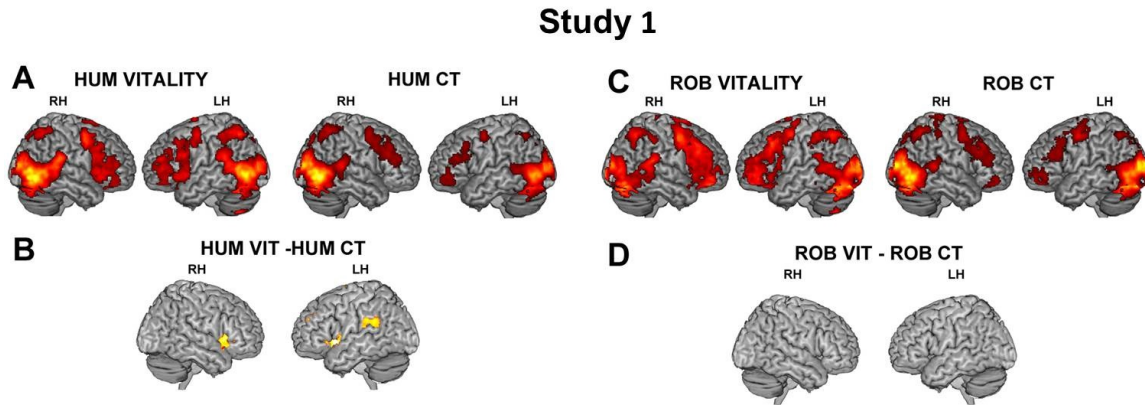 Study 1
A
HUM VITALITY
HUM CT
RH
LH
RH
LH
C
ROB VITALITY
ROB CT
RH
LH
RH
LH
B
HUM VIT -HUM CT
RH
LH
D
ROB VIT - ROB CT
RH
LH